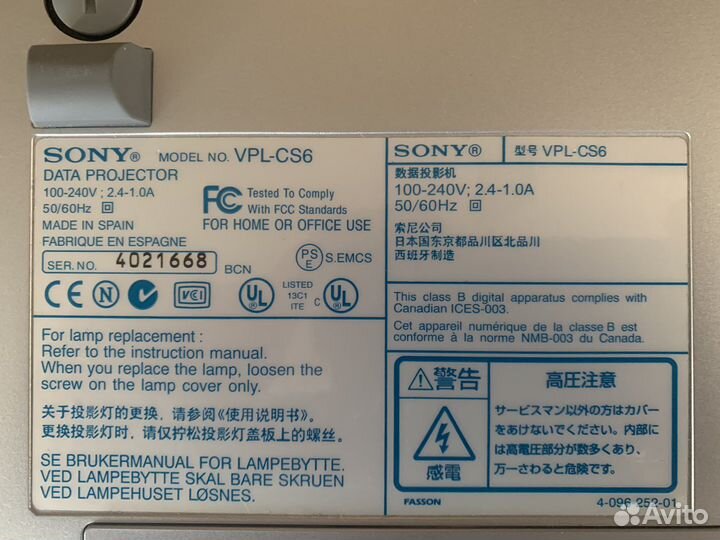 SONY® MODEL NO. VPL-CS6
DATA PROJECTOR
100-240V; 2.4-1.0A
50/60Hz
MADE IN SPAIN
FABRIQUE EN ESPAGNE
FC Tested To Comply
With FCC Standards
FOR HOME OR OFFICE USE
SER. NO. 4021668 BCN
PS
E S.EMCS
CE N VCI UL LISTED
13C1
ITE C UL
For lamp replacement :
Refer to the instruction manual.
When you replace the lamp, loosen the
screw on the lamp cover only.
关于投影灯的更换，请参阅《使用说明书》。
更换投影灯时，请仅拧松投影灯盖板上的螺丝。
SE BRUKERMANUAL FOR LAMPEBYTTE.
VED LAMPEBYTTE SKAL BARE SKRUEN
VED LAMPEHUSET LØSNES.
SONY® 型号 VPL-CS6
数据投影机
100-240V; 2.4-1.0A
50/60Hz
索尼公司
日本国东京都品川区北品川
西班牙制造
This class B digital apparatus complies with
Canadian ICES-003.
Cet appareil numérique de la classe B est
conforme à la norme NMB-003 du Canada.
警告
感電
高圧注意
サービスマン以外の方はカバー
をあけないでください。内部に
は高電圧部分が数多くあり、
万一さわると危険です。
FASSON 4-096-252-01
Avito